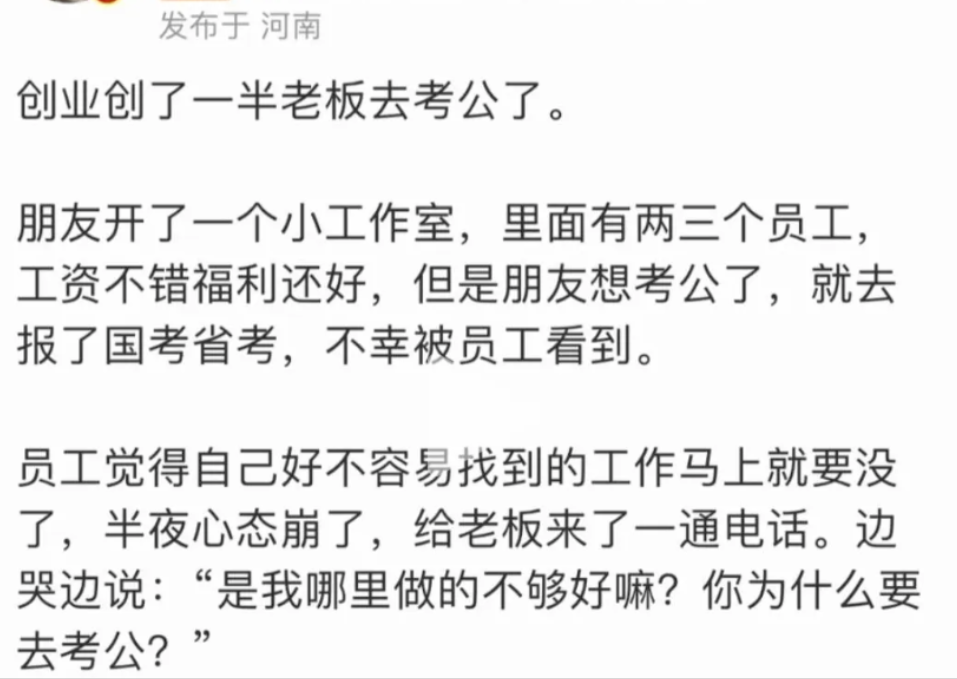 发布于 河南
创业创了一半老板去考公了。
朋友开了一个小工作室，里面有两三个员工，
工资不错福利还好，但是朋友想考公了，就去
报了国考省考，不幸被员工看到。
员工觉得自己好不容易找到的工作马上就要没
了，半夜心态崩了，给老板来了一通电话。边
哭边说：“是我哪里做的不够好嘛？你为什么要
去考公？”